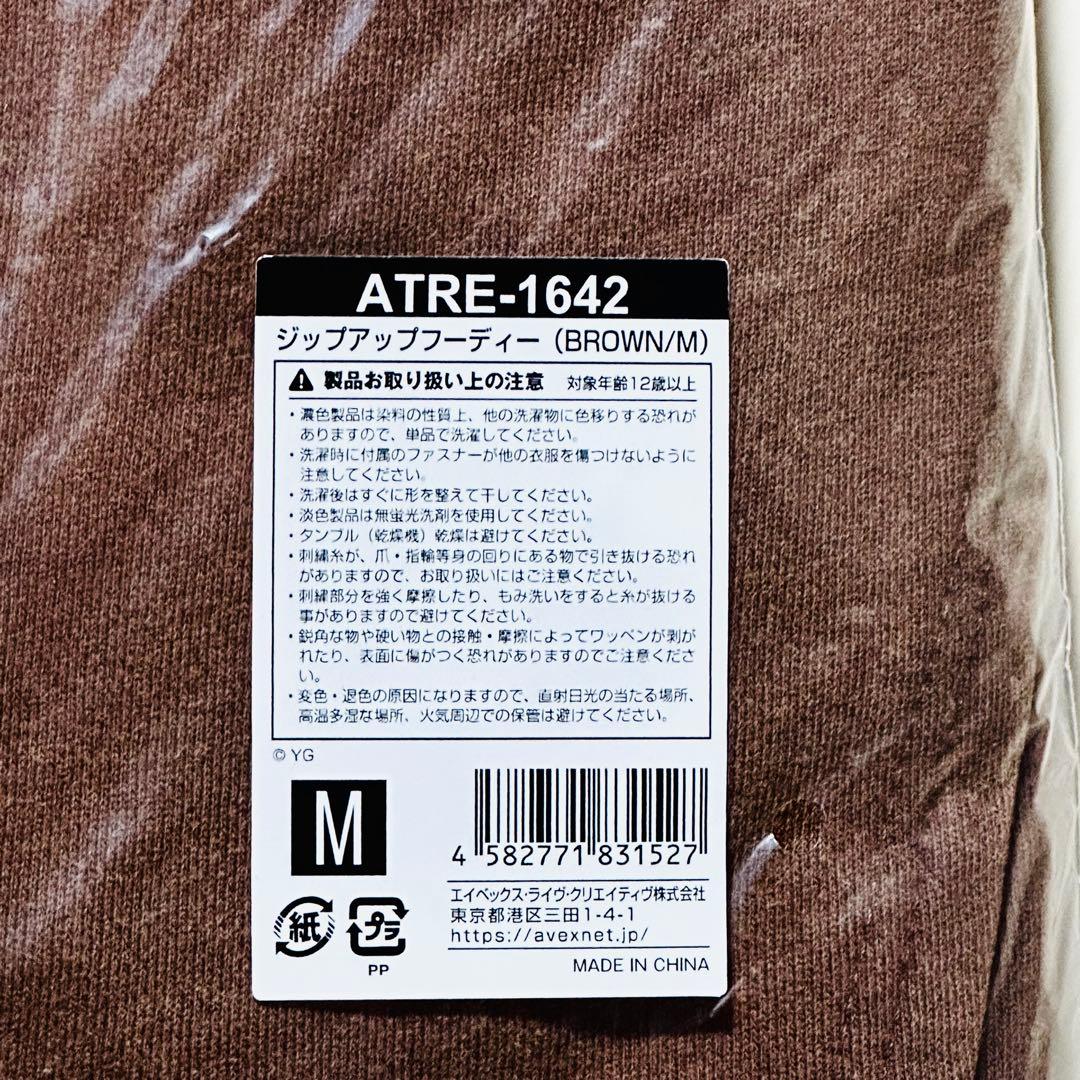 ATRE-1642
ジップアップフーディー（BROWN/M）
製品お取り扱い上の注意 対象年齢12歳以上
・濃色製品は染料の性質上、他の洗濯物に色移りする恐れが
ありますので、単品で洗濯してください。
・洗濯時に付属のファスナーが他の衣服を傷つけないように
注意してください。
・洗濯後はすぐに形を整えて干してください。
・淡色製品は無蛍光洗剤を使用してください。
・タンブル（乾燥機）乾燥は避けてください。
・刺繍糸が、爪・指輪等身の回りにある物で引き抜ける恐れ
がありますので、お取り扱いにはご注意ください。
・刺繍部分を強く摩擦したり、もみ洗いをすると糸が抜ける
事がありますので避けてください。
・鋭角な物や硬い物との接触・摩擦によってワッペンが剥が
れたり、表面に傷がつく恐れがありますのでご注意くださ
い。
・変色・退色の原因になりますので、直射日光の当たる場所、
高温多湿な場所、火気周辺での保管は避けてください。
© YG
M
4 582771 831527
エイベックス・ライヴ・クリエイティヴ株式会社
東京都港区三田1-4-1
https://avexnet.jp/
紙 プラ
PP
MADE IN CHINA